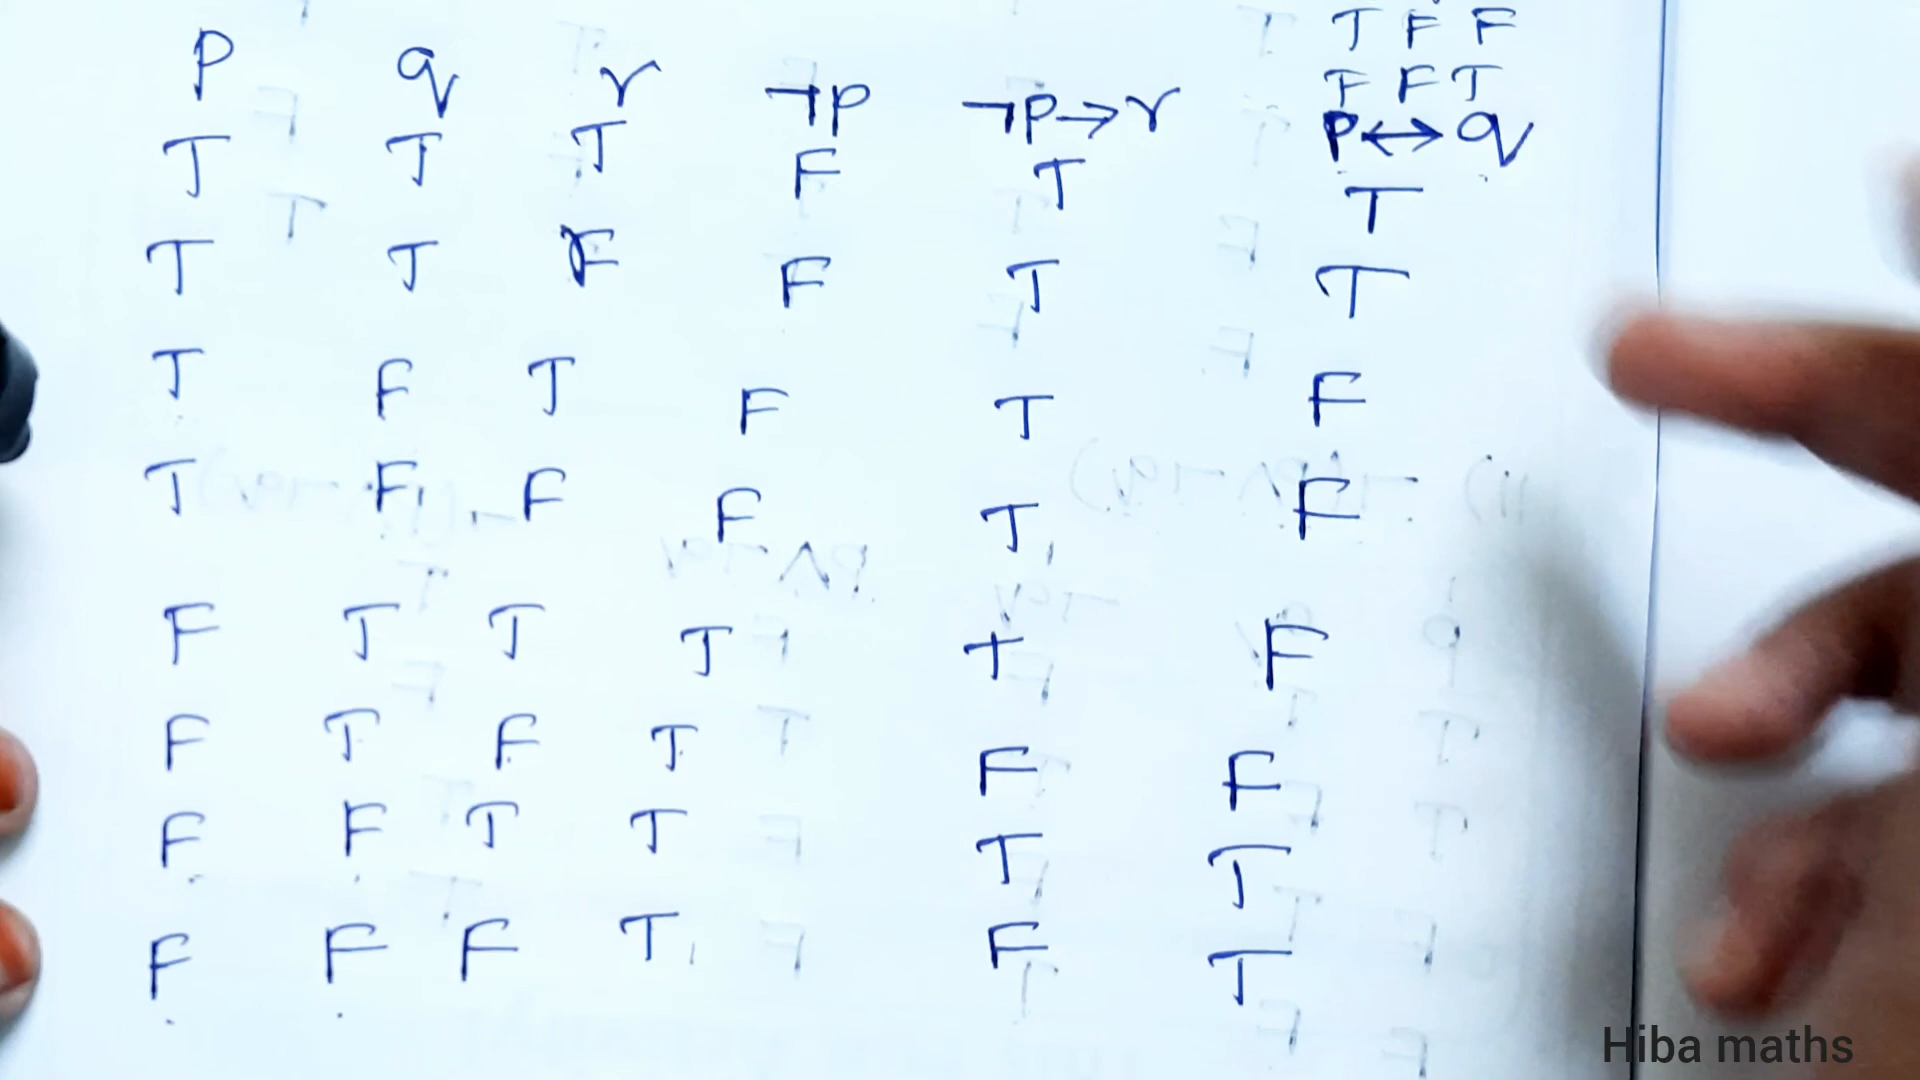 T F F
F F T
p q r ¬p ¬p→r p↔q
T T T F T T
T T F F T T
T F T F T F
T F F F T F
F T T T T F
F T F T F F
F F T T T T
F F F T F T
Hiba maths